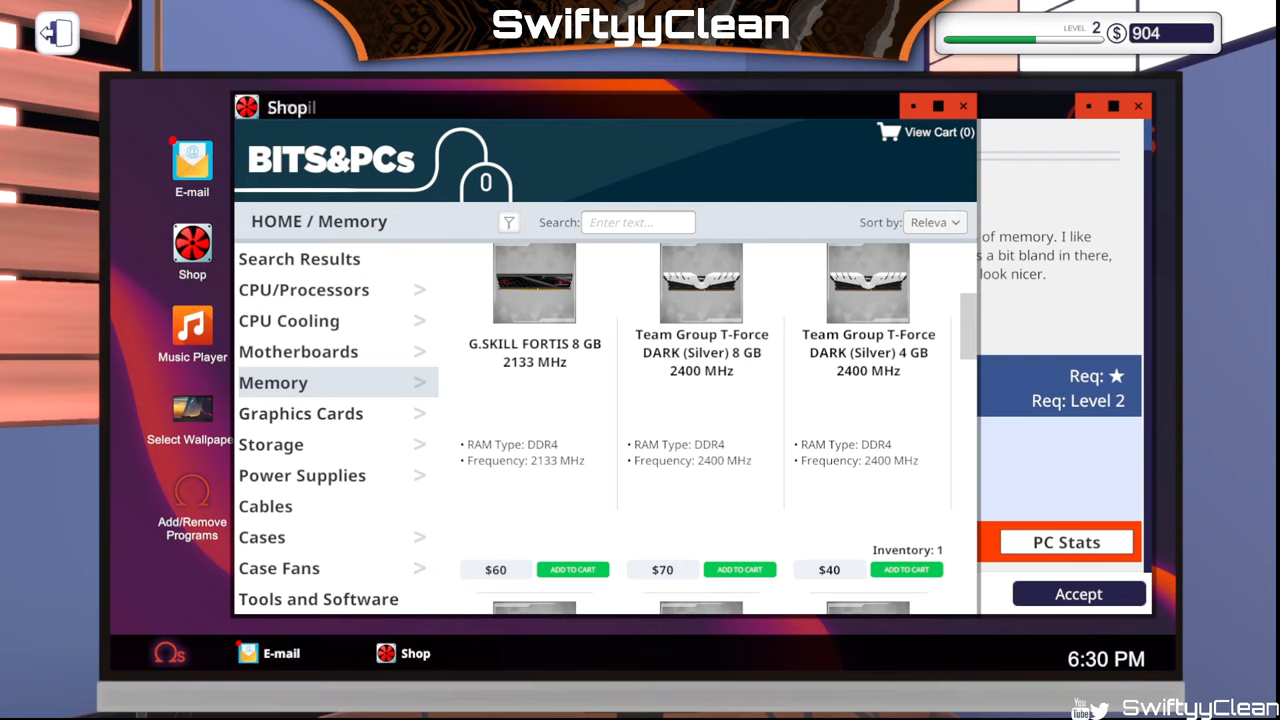 SwiftyyClean
LEVEL 2
$ 904
Shop
BITS&PCs
View Cart (0)
HOME / Memory
Search: Enter text...
Sort by: Releva
E-mail
Shop
Music Player
Select Wallpape
Add/Remove
Programs
Search Results
CPU/Processors >
CPU Cooling >
Motherboards >
Memory >
Graphics Cards >
Storage >
Power Supplies >
Cables
Cases >
Case Fans >
Tools and Software
G.SKILL FORTIS 8 GB
2133 MHz
• RAM Type: DDR4
• Frequency: 2133 MHz
$60 ADD TO CART
Team Group T-Force
DARK (Silver) 8 GB
2400 MHz
• RAM Type: DDR4
• Frequency: 2400 MHz
$70 ADD TO CART
Team Group T-Force
DARK (Silver) 4 GB
2400 MHz
• RAM Type: DDR4
• Frequency: 2400 MHz
Inventory: 1
$40 ADD TO CART
of memory. I like
a bit bland in there,
look nicer.
Req: ★
Req: Level 2
PC Stats
Accept
Ωs
E-mail
Shop
6:30 PM
You
Tube
SwiftyyClean